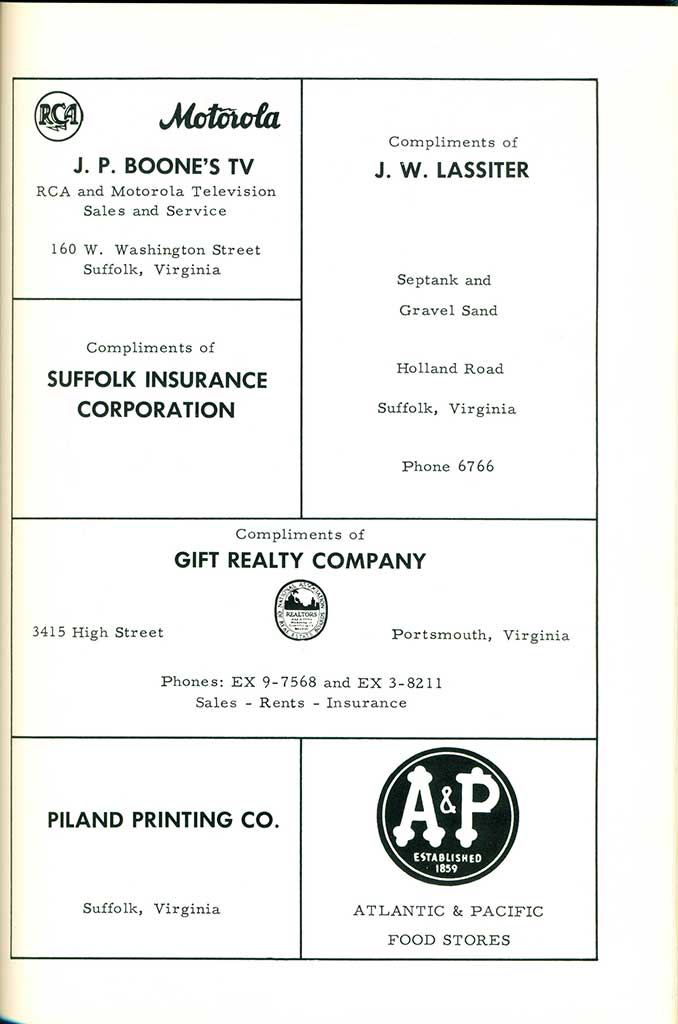 RCA
Motorola
J. P. BOONE'S TV
RCA and Motorola Television
Sales and Service
160 W. Washington Street
Suffolk, Virginia
Compliments of
J. W. LASSITER
Septank and
Gravel Sand
Holland Road
Suffolk, Virginia
Phone 6766
Compliments of
SUFFOLK INSURANCE
CORPORATION
Compliments of
GIFT REALTY COMPANY
REALTORS
3415 High Street
Portsmouth, Virginia
Phones: EX 9-7568 and EX 3-8211
Sales - Rents - Insurance
PILAND PRINTING CO.
Suffolk, Virginia
A&P
ESTABLISHED
1859
ATLANTIC & PACIFIC
FOOD STORES